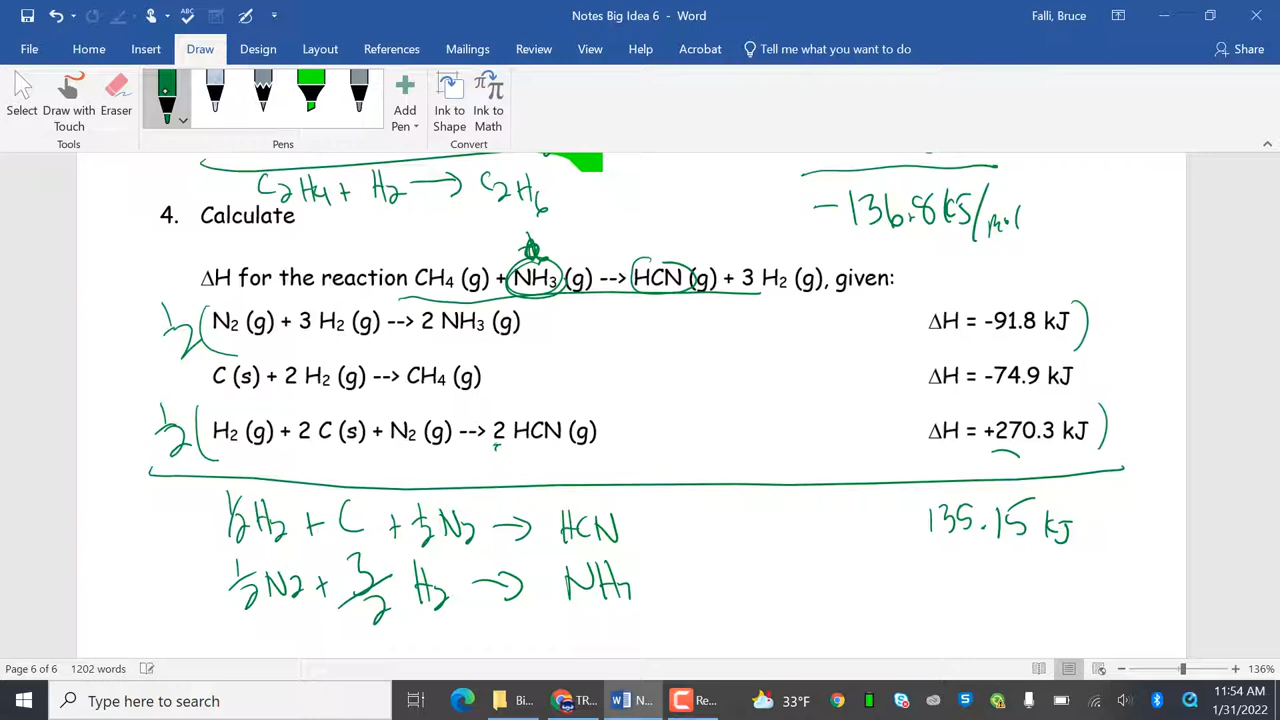 Notes Big Idea 6 - Word
Falli, Bruce
File Home Insert Draw Design Layout References Mailings Review View Help Acrobat Tell me what you want to do Share
Select Draw with Touch Eraser Add Pen Ink to Shape Ink to Math
Tools Pens Convert
C2H4 + H2 → C2H6
-136.8 kJ/mol
4. Calculate
ΔH for the reaction CH₄ (g) + NH₃ (g) --> HCN (g) + 3 H₂ (g), given:
½ ( N₂ (g) + 3 H₂ (g) --> 2 NH₃ (g) ΔH = -91.8 kJ )
C (s) + 2 H₂ (g) --> CH₄ (g) ΔH = -74.9 kJ
½ ( H₂ (g) + 2 C (s) + N₂ (g) --> 2 HCN (g) ΔH = +270.3 kJ )
½H2 + C + ½N2 → HCN 135.15 kJ
½N2 + 3/2 H2 → NH3
Page 6 of 6 1202 words 136%
Type here to search Bi... TR... N... Re... 33°F 11:54 AM
1/31/2022